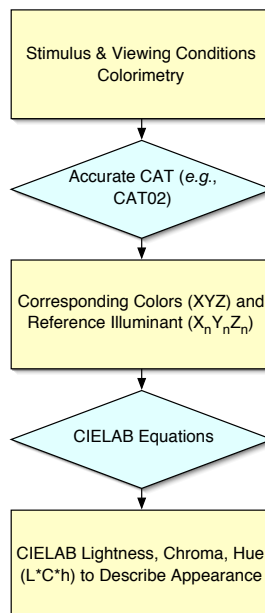 Stimulus & Viewing Conditions
Colorimetry
Accurate CAT (e.g.,
CAT02)
Corresponding Colors (XYZ) and
Reference Illuminant (XnYnZn)
CIELAB Equations
CIELAB Lightness, Chroma, Hue
(L*C*h) to Describe Appearance